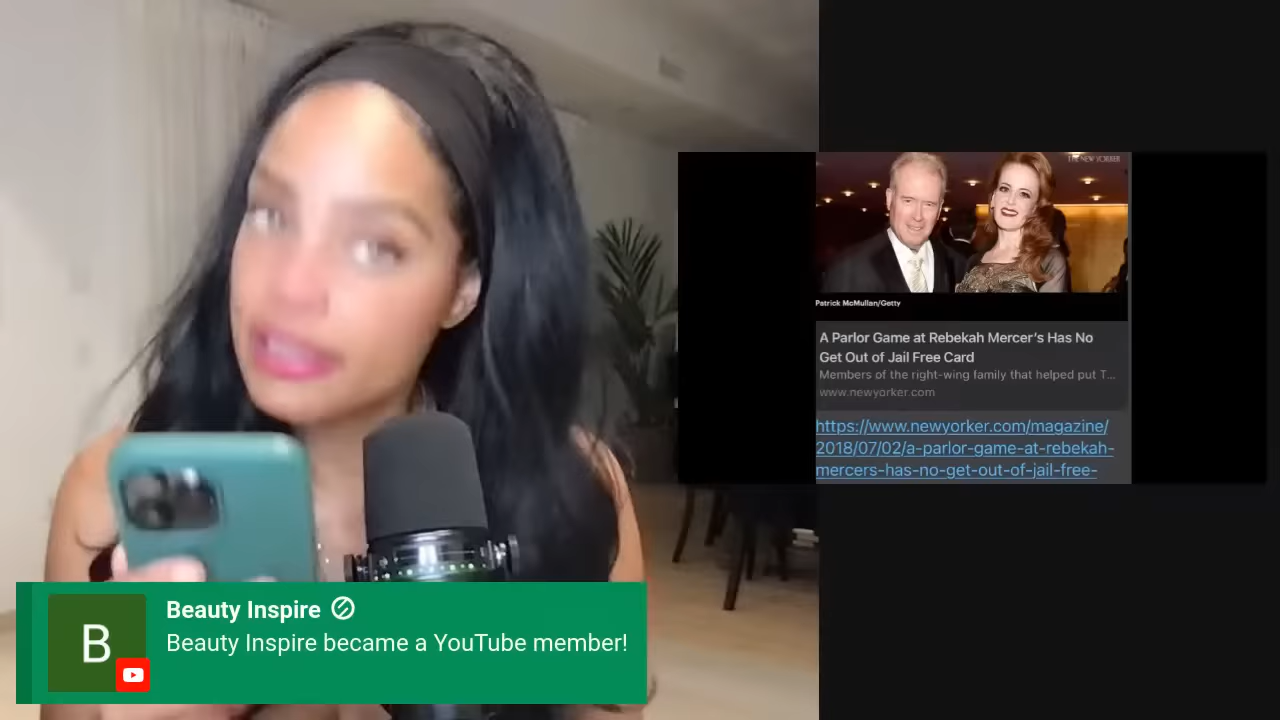 THE NEW YORKER
Patrick McMullan/Getty
A Parlor Game at Rebekah Mercer's Has No
Get Out of Jail Free Card
Members of the right-wing family that helped put T...
www.newyorker.com
https://www.newyorker.com/magazine/
2018/07/02/a-parlor-game-at-rebekah-
mercers-has-no-get-out-of-jail-free-
B
Beauty Inspire
Beauty Inspire became a YouTube member!